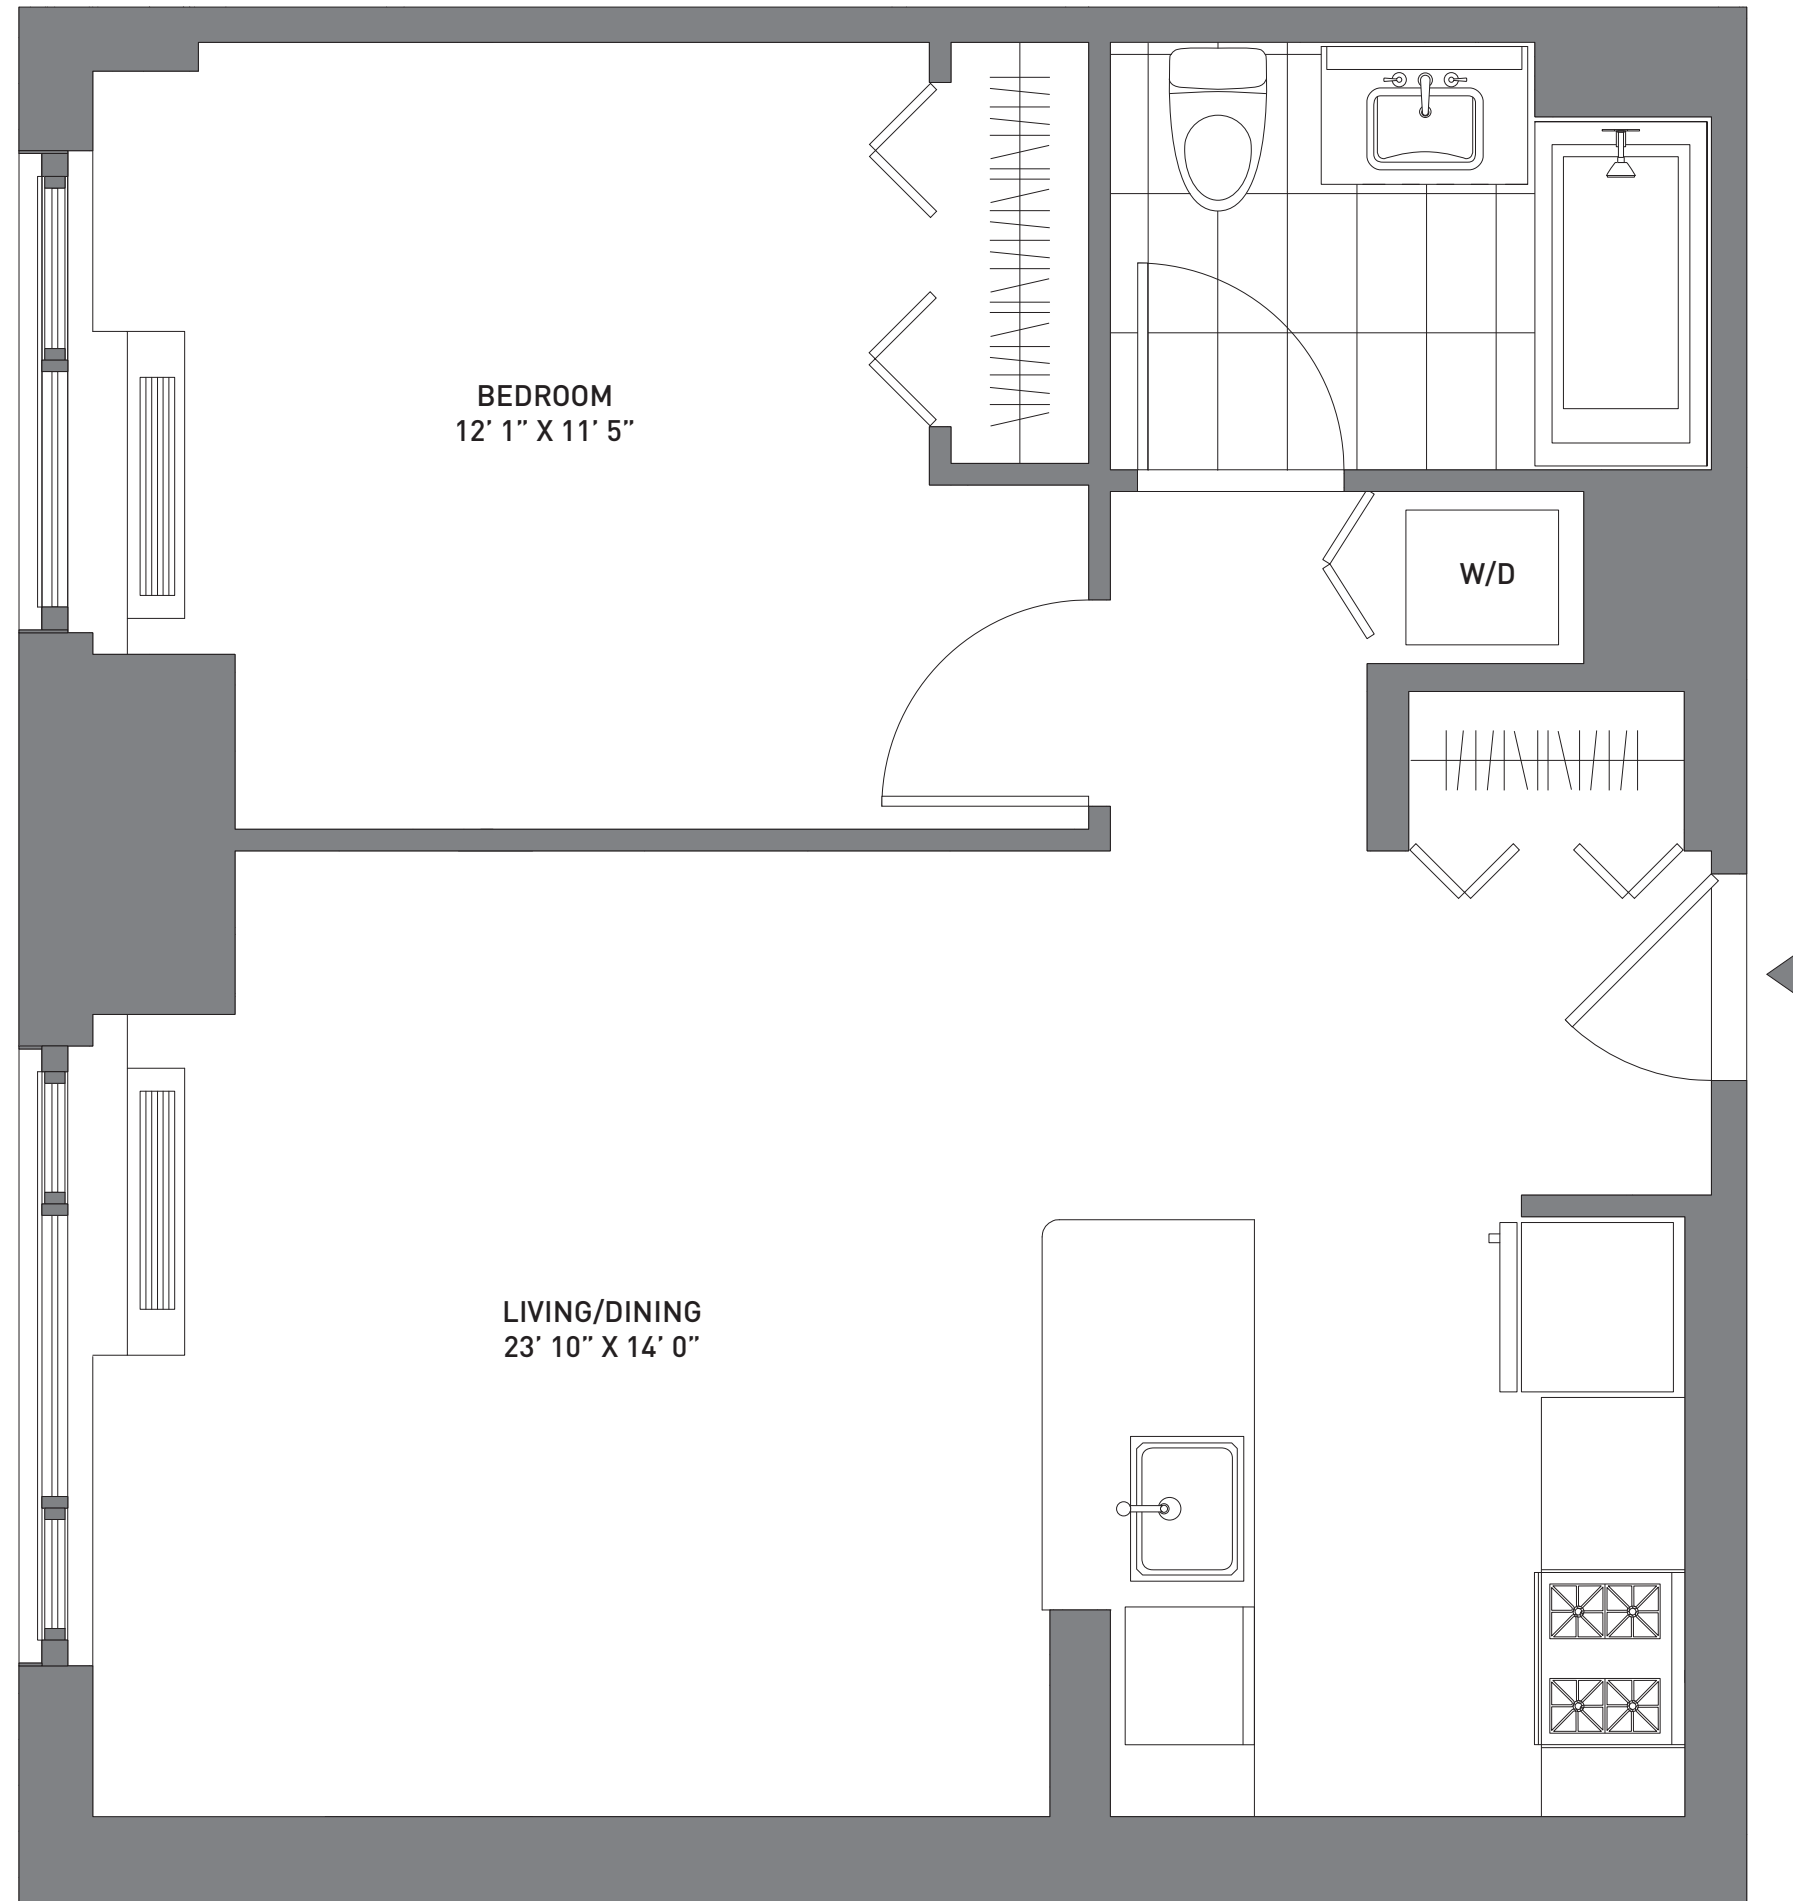 BEDROOM
12’ 1” X 11’ 5”
W/D
LIVING/DINING
23’ 10” X 14’ 0”